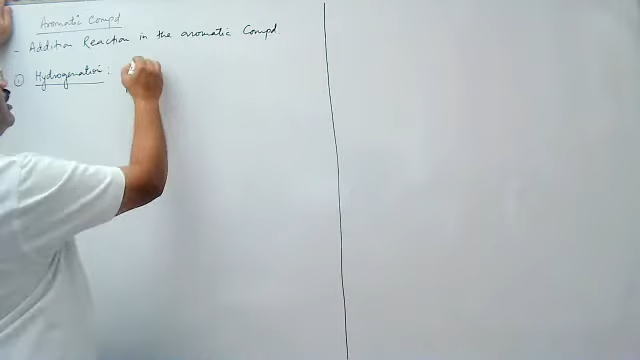 Aromatic Compd
- Addition Reaction in the aromatic Compd.
① Hydrogenation :